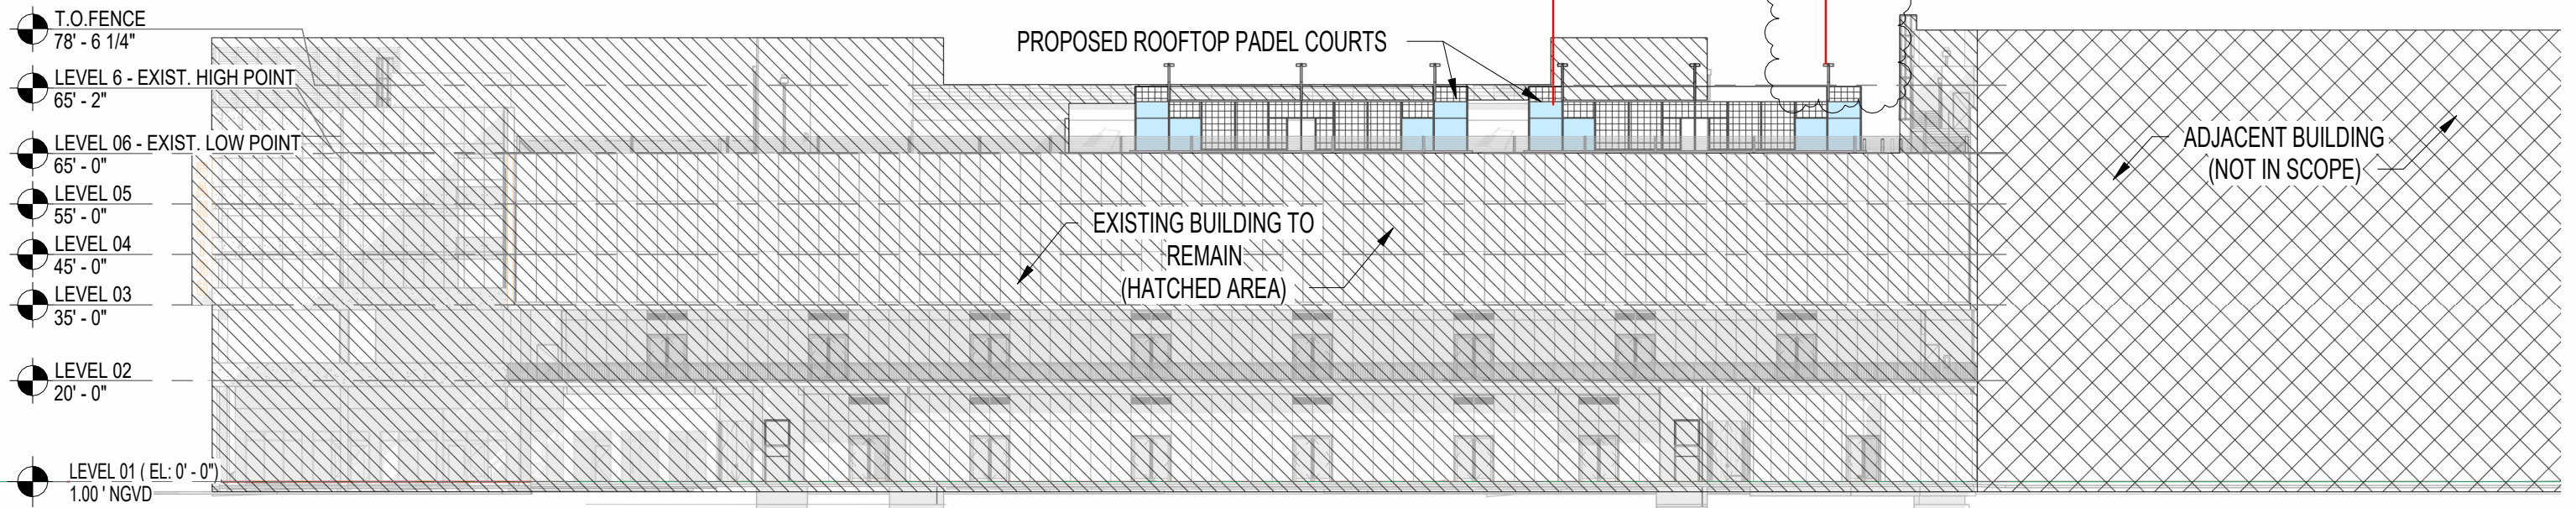 T.O.FENCE
78' - 6 1/4"
LEVEL 6 - EXIST. HIGH POINT
65' - 2"
LEVEL 06 - EXIST. LOW POINT
65' - 0"
LEVEL 05
55' - 0"
LEVEL 04
45' - 0"
LEVEL 03
35' - 0"
LEVEL 02
20' - 0"
LEVEL 01 ( EL: 0' - 0")
1.00 ' NGVD
PROPOSED ROOFTOP PADEL COURTS
EXISTING BUILDING TO
REMAIN
(HATCHED AREA)
ADJACENT BUILDING
(NOT IN SCOPE)